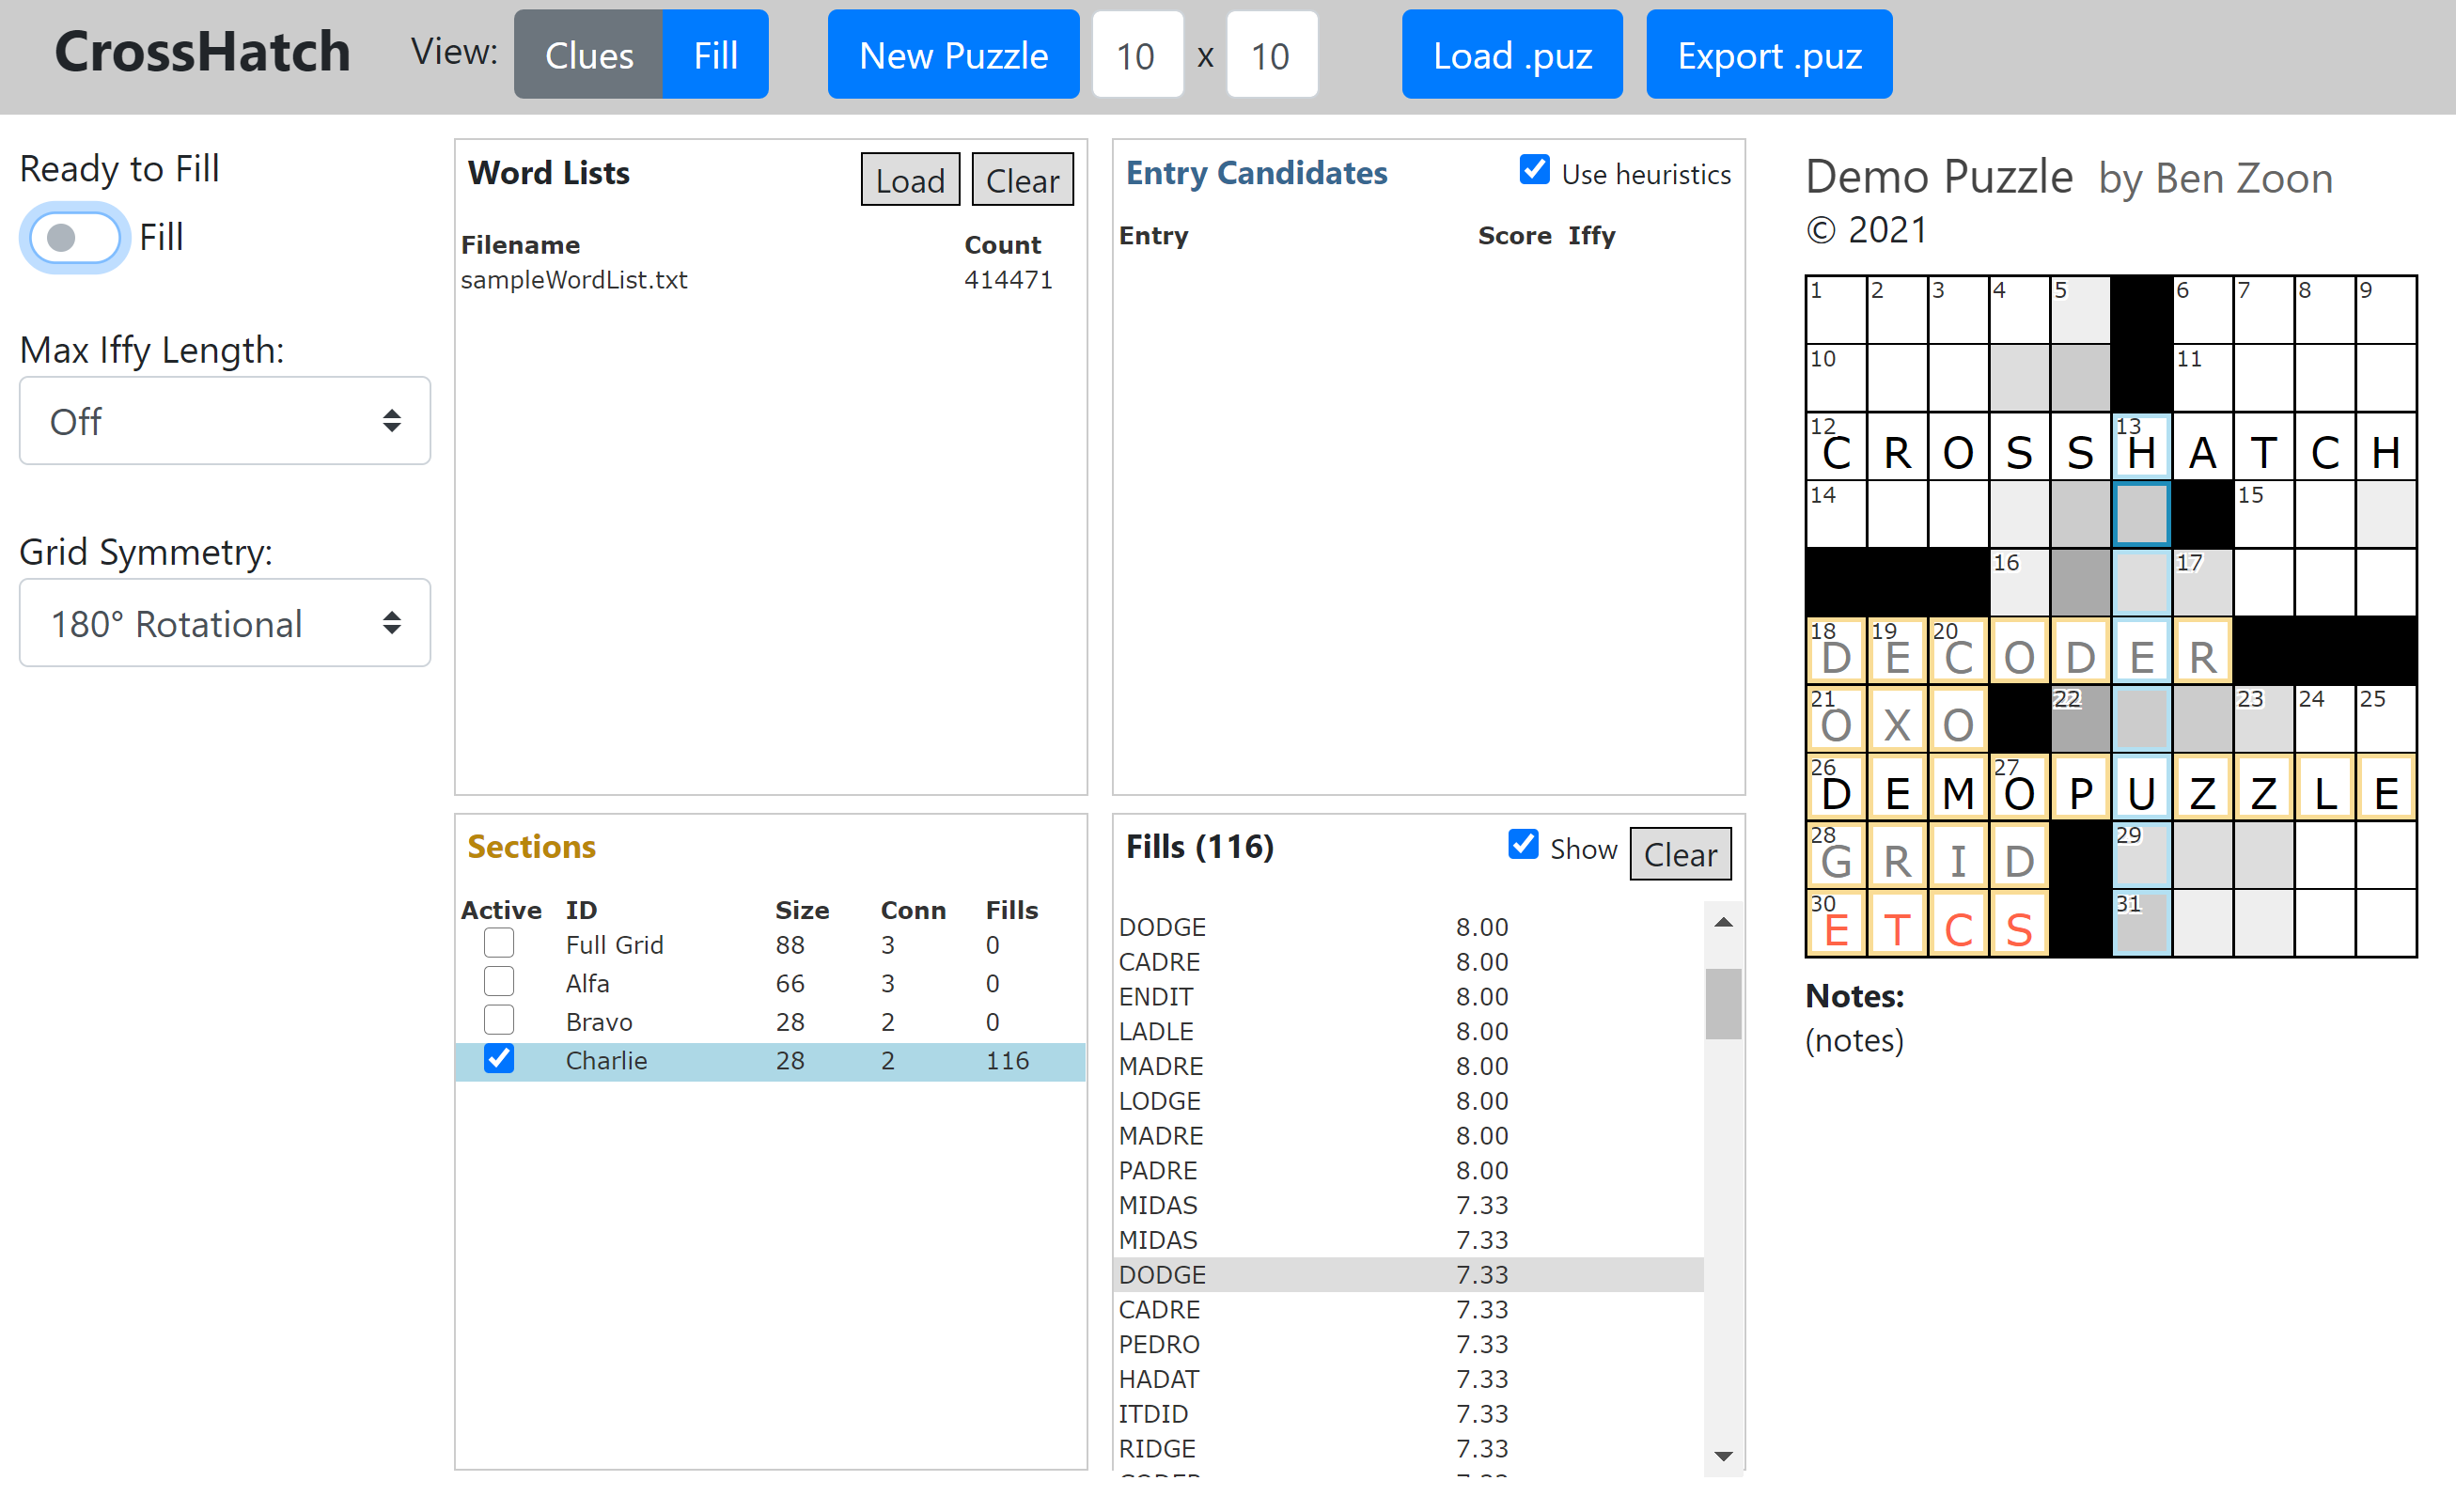 CrossHatch View: Clues Fill New Puzzle 10 x 10 Load .puz Export .puz
Ready to Fill
Fill
Max Iffy Length:
Off
Grid Symmetry:
180° Rotational
Word Lists Load Clear
Filename Count
sampleWordList.txt 414471
Entry Candidates Use heuristics
Entry Score Iffy
Sections
Active ID Size Conn Fills
Full Grid 88 3 0
Alfa 66 3 0
Bravo 28 2 0
Charlie 28 2 116
Fills (116) Show Clear
DODGE 8.00
CADRE 8.00
ENDIT 8.00
LADLE 8.00
MADRE 8.00
LODGE 8.00
MADRE 8.00
PADRE 8.00
MIDAS 7.33
MIDAS 7.33
DODGE 7.33
CADRE 7.33
PEDRO 7.33
HADAT 7.33
ITDID 7.33
RIDGE 7.33
Demo Puzzle by Ben Zoon
© 2021
1 2 3 4 5 6 7 8 9
10 11
12 13
C R O S S H A T C H
14 15
16 17
18 19 20
D E C O D E R
21 22 23 24 25
O X O
26 27
D E M O P U Z Z L E
28 29
G R I D
30 31
E T C S
Notes:
(notes)